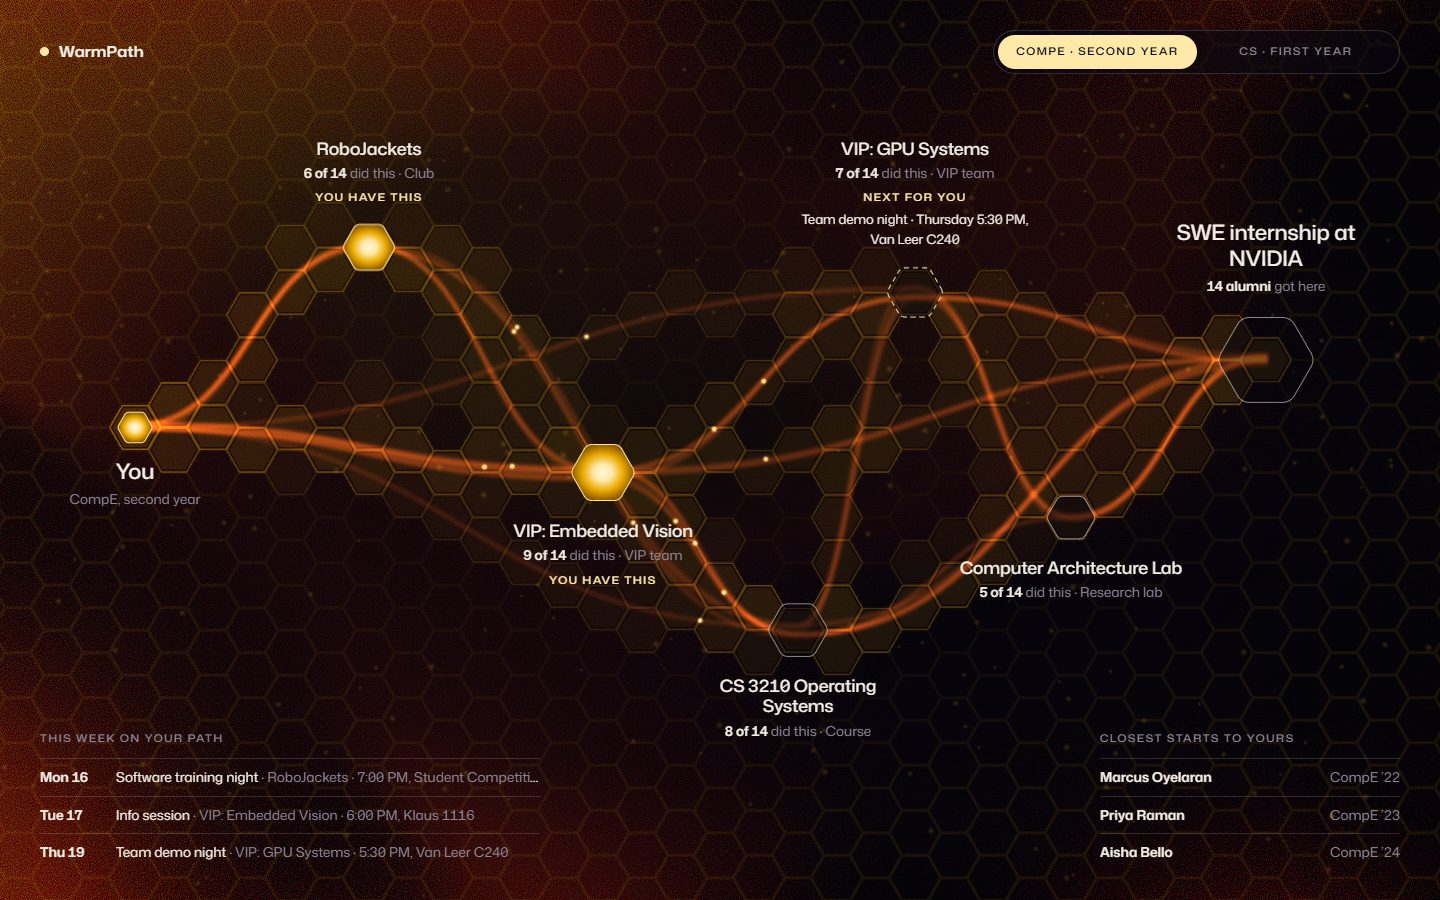 WarmPath
COMPE · SECOND YEAR
CS · FIRST YEAR
RoboJackets
6 of 14 did this · Club
YOU HAVE THIS
VIP: GPU Systems
7 of 14 did this · VIP team
NEXT FOR YOU
Team demo night · Thursday 5:30 PM,
Van Leer C240
SWE internship at
NVIDIA
14 alumni got here
You
CompE, second year
VIP: Embedded Vision
9 of 14 did this · VIP team
YOU HAVE THIS
Computer Architecture Lab
5 of 14 did this · Research lab
CS 3210 Operating
Systems
8 of 14 did this · Course
THIS WEEK ON YOUR PATH
Mon 16 Software training night · RoboJackets · 7:00 PM, Student Competiti...
Tue 17 Info session · VIP: Embedded Vision · 6:00 PM, Klaus 1116
Thu 19 Team demo night · VIP: GPU Systems · 5:30 PM, Van Leer C240
CLOSEST STARTS TO YOURS
Marcus Oyelaran CompE '22
Priya Raman CompE '23
Aisha Bello CompE '24